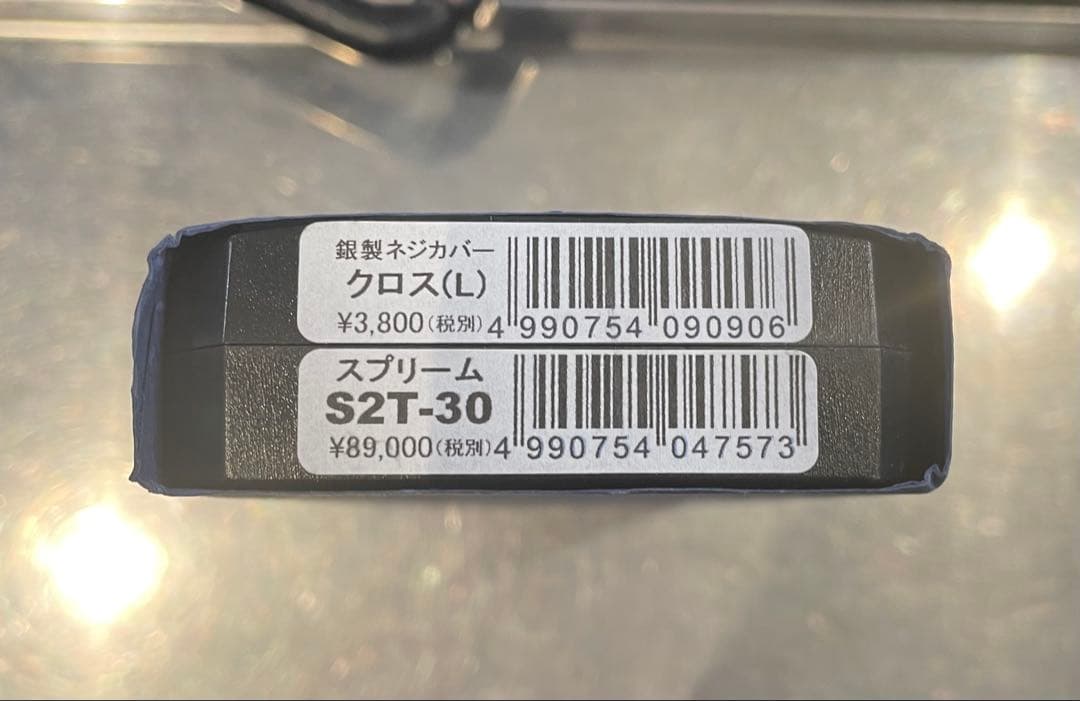 銀製ネジカバー
クロス(L)
¥3,800(税別)
4 990754 090906
スプリーム
S2T-30
¥89,000(税別)
4 990754 047573